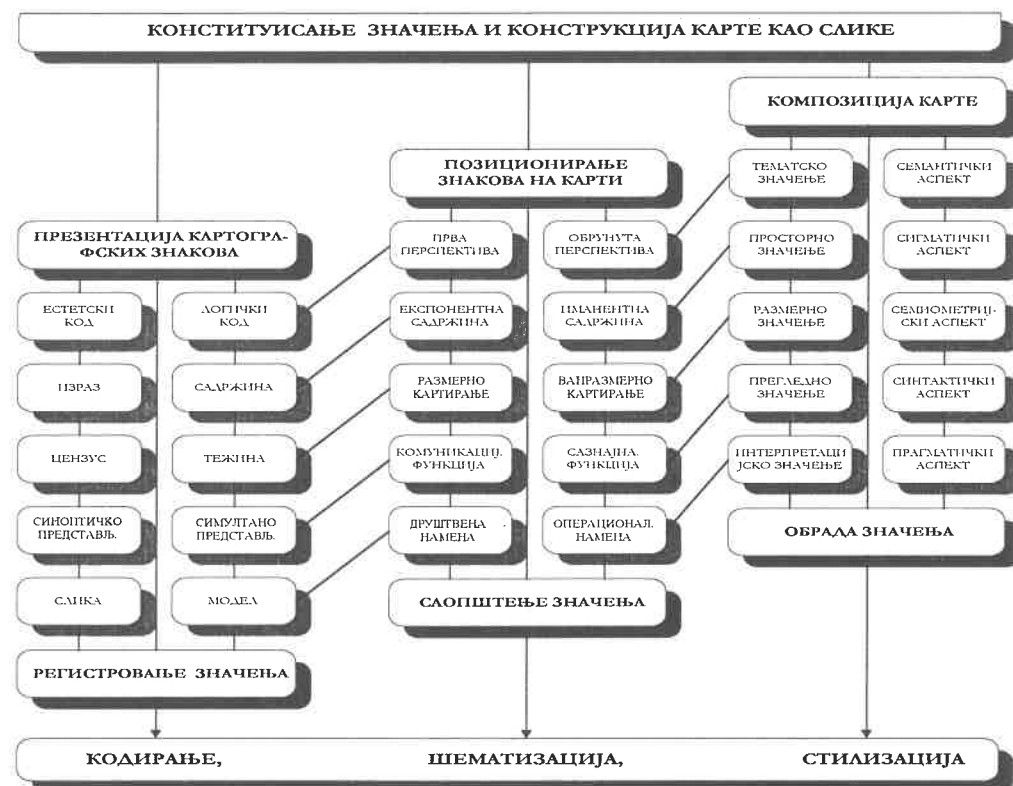 КОНСТИТУИСАЊЕ ЗНАЧЕЊА И КОНСТРУКЦИЈА КАРТЕ КАО СЛИКЕ
КОМПОЗИЦИЈА КАРТЕ
ПОЗИЦИОНИРАЊЕ
ЗНАКОВА НА КАРТИ
ТЕМАТСКО
ЗНАЧЕЊЕ
СЕМАНТИЧКИ
АСПЕКТ
ПРЕЗЕНТАЦИЈА КАРТОГРА-
ФСКИХ ЗНАКОВА
ПРВА
ПЕРСПЕКТИВА
ОБРУНУТА
ПЕРСПЕКТИВА
ПРОСТОРНО
ЗНАЧЕЊЕ
СИГМАТИЧКИ
АСПЕКТ
ЕСТЕТСКИ
КОД
ЛОГИЧКИ
КОД
ЕКСПОНЕНТНА
САДРЖИНА
ИМАНЕНТНА
САДРЖИНА
РАЗМЕРНО
ЗНАЧЕЊЕ
СЕМИОМЕТРИЈ-
СКИ АСПЕКТ
ИЗРАЗ
САДРЖИНА
РАЗМЕРНО
КАРТИРАЊЕ
ВАНРАЗМЕРНО
КАРТИРАЊЕ
ПРЕГЛЕДНО
ЗНАЧЕЊЕ
СИНТАКТИЧКИ
АСПЕКТ
ЦЕНЗУС
ТЕЖИНА
КОМУНИКАЦИЈ.
ФУНКЦИЈА
САЗНАЈНА.
ФУНКЦИЈА
ИНТЕРПРЕТАЦИ
ЈСКО ЗНАЧЕЊЕ
ПРАГМАТИЧКИ
АСПЕКТ
СИНОПТИЧКО
ПРЕДСТАВЉ.
СИМУЛТАНО
ПРЕДСТАВЉ.
ДРУШТВЕНА
НАМЕНА
ОПЕРАЦИОНАЛ.
НАМЕНА
ОБРАДА ЗНАЧЕЊА
СЛИКА
МОДЕЛ
САОПШТЕЊЕ ЗНАЧЕЊА
РЕГИСТРОВАЊЕ ЗНАЧЕЊА
КОДИРАЊЕ, ШЕМАТИЗАЦИЈА, СТИЛИЗАЦИЈА